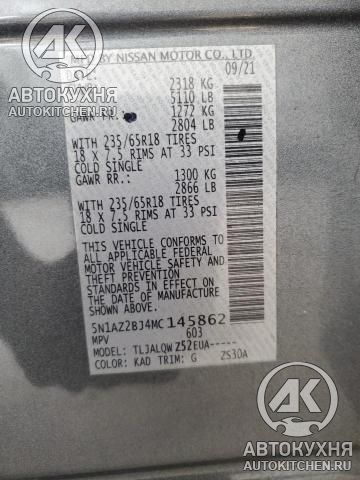 BY NISSAN MOTOR CO., LTD.
АВТОКУХНЯ
AVTOKITCHEN.RU
09/21
2318 KG
5110 LB
1272 KG
2804 LB
WITH 235/65R18 TIRES
18 X 7.5 RIMS AT 33 PSI
COLD SINGLE
GAWR RR.: 1300 KG
2866 LB
WITH 235/65R18 TIRES
18 X 7.5 RIMS AT 33 PSI
COLD SINGLE
THIS VEHICLE CONFORMS
TO ALL APPLICABLE FEDERAL
MOTOR VEHICLE SAFETY
AND THEFT PREVENTION
STANDARDS IN EFFECT ON
THE DATE OF MANUFACTURE
SHOWN ABOVE.
5N1AZ2BJ4MC145862
MPV 603
MODEL: TLJALQWZ52EUA-----
COLOR: KAD TRIM: G ZS30A
АВТОКУХНЯ
AVTOKITCHEN.RU